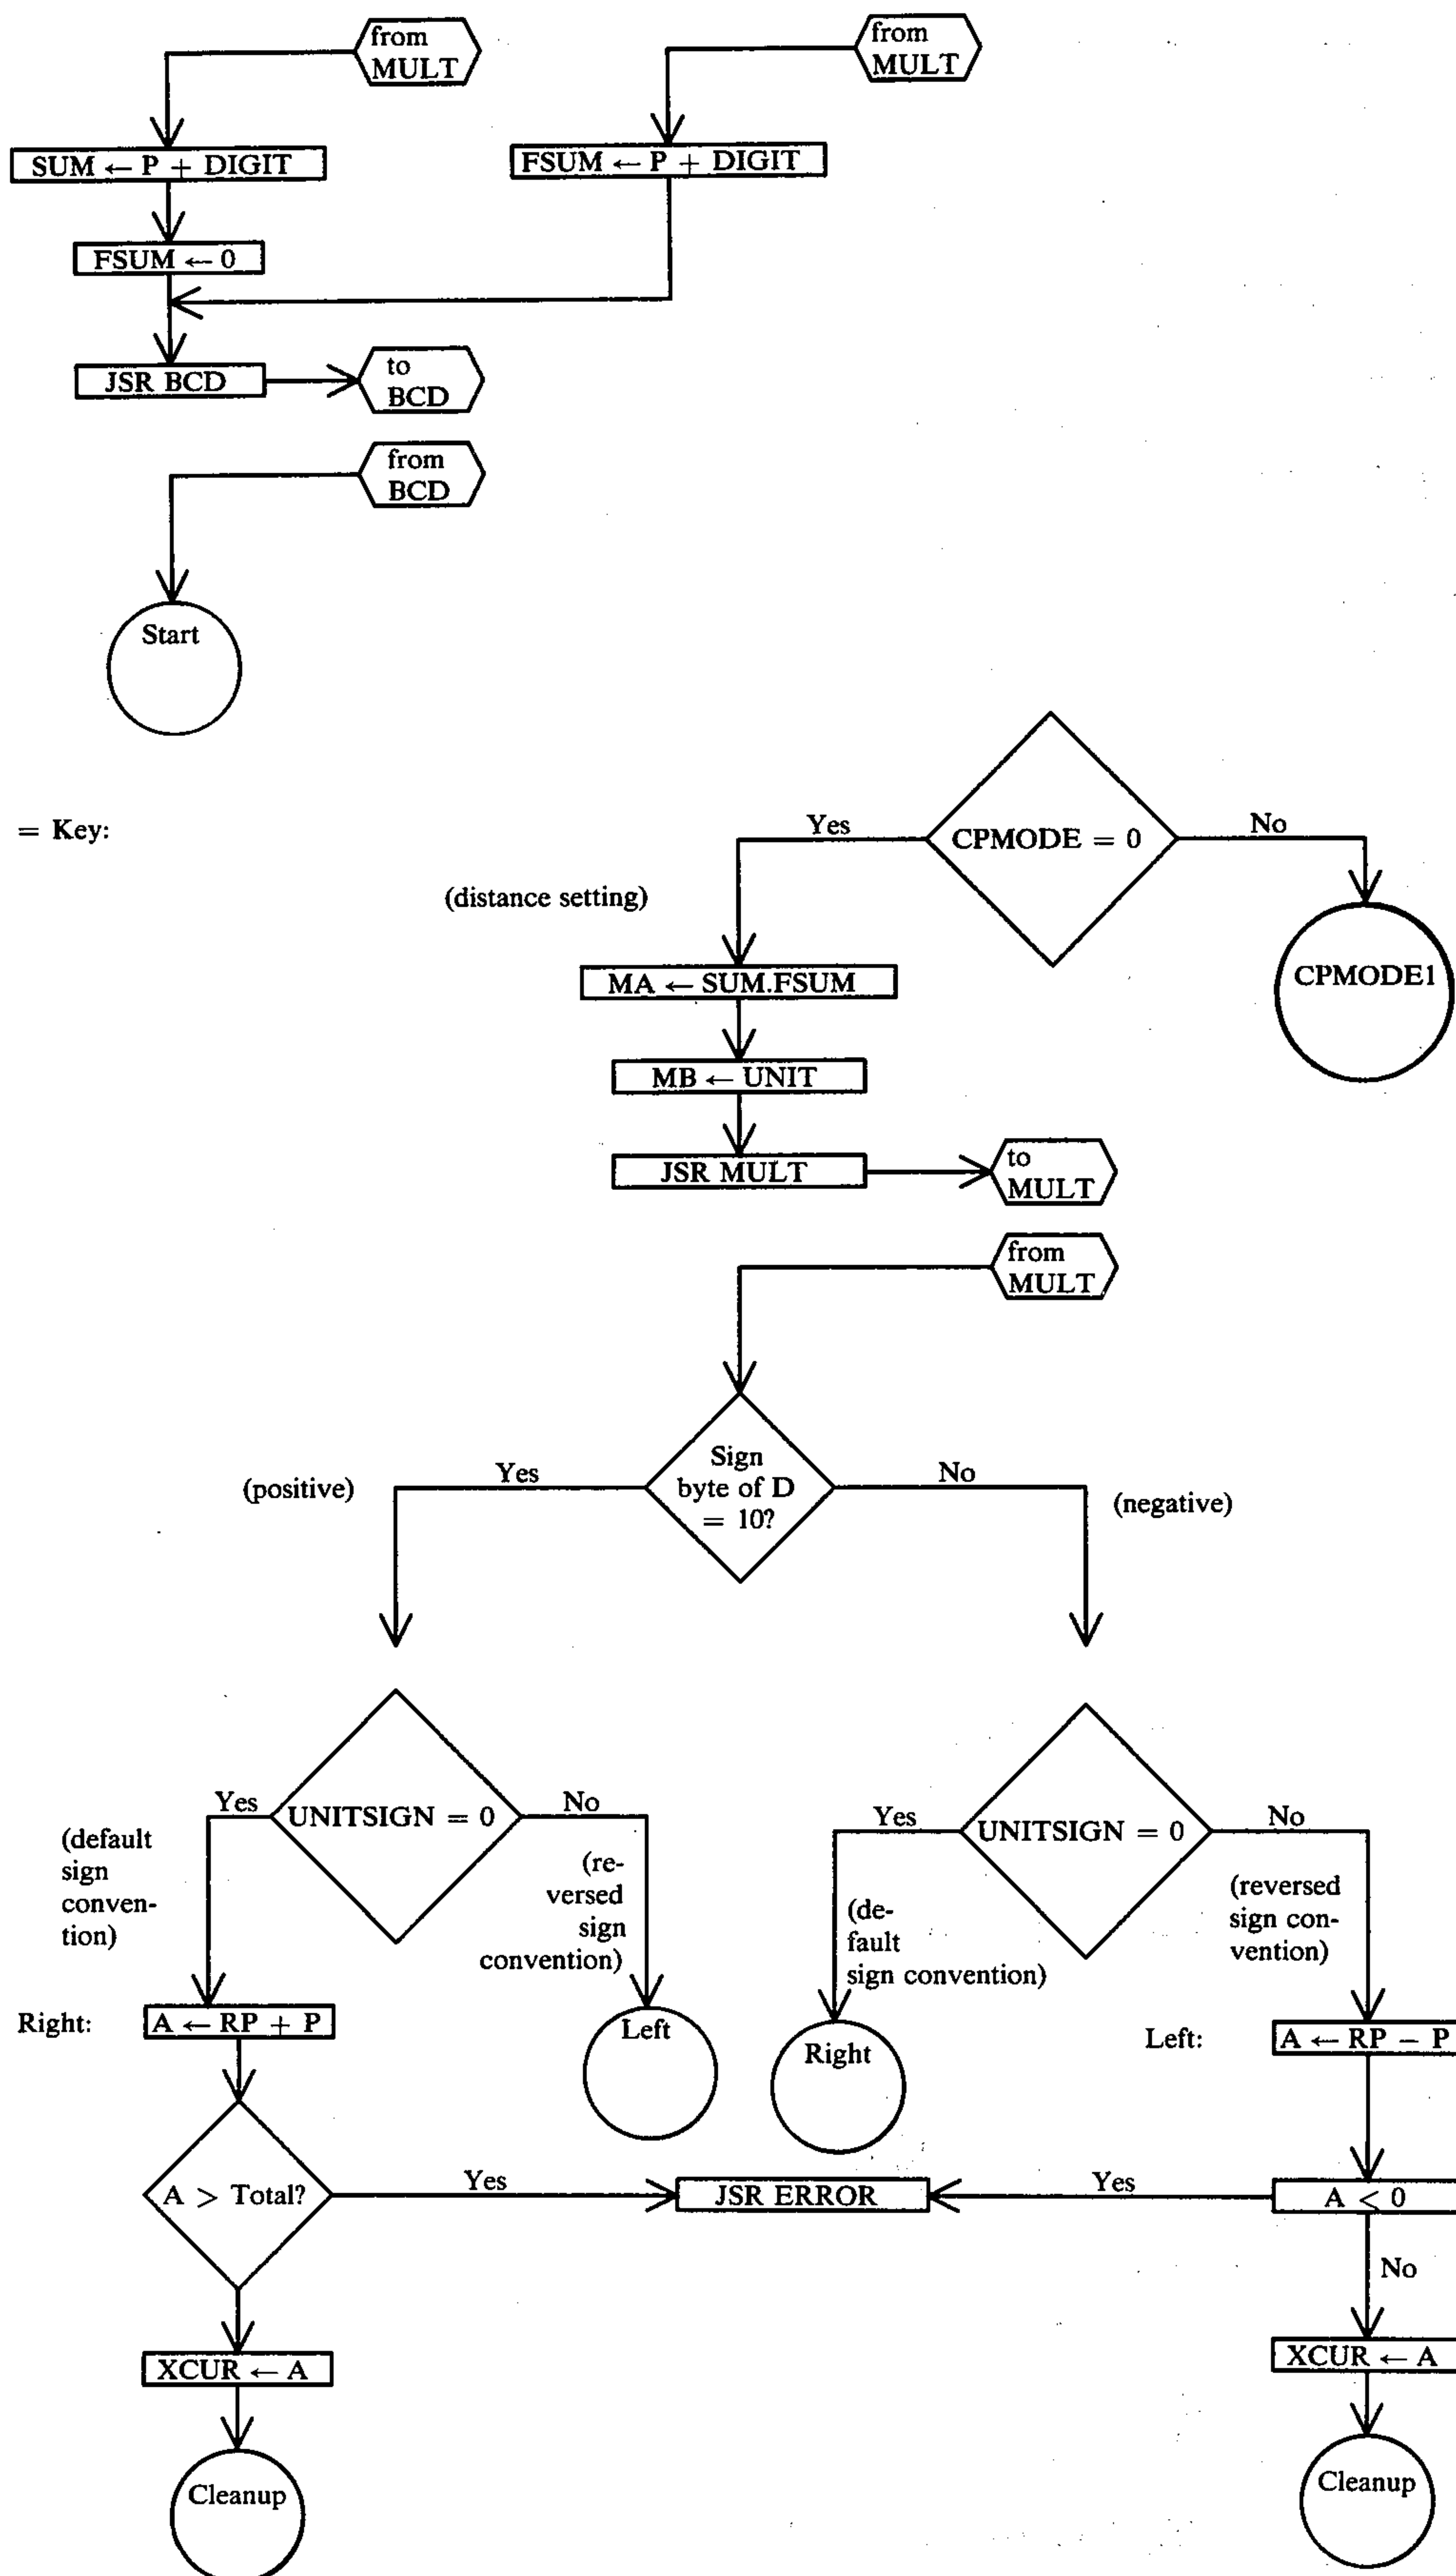 from
MULT
from
MULT
SUM ← P + DIGIT
FSUM ← P + DIGIT
FSUM ← 0
JSR BCD
to
BCD
from
BCD
Start
= Key:
Yes
CPMODE = 0
No
(distance setting)
CPMODE1
MA ← SUM.FSUM
MB ← UNIT
JSR MULT
to
MULT
from
MULT
Sign
byte of D
= 10?
(positive)
Yes
No
(negative)
Yes
UNITSIGN = 0
No
(default
sign
conven-
tion)
(re-
versed
sign
convention)
Yes
UNITSIGN = 0
No
(de-
fault
sign convention)
(reversed
sign con-
vention)
Right:
A ← RP + P
Left
Right
Left:
A ← RP − P
A > Total?
Yes
JSR ERROR
Yes
A < 0
No
XCUR ← A
XCUR ← A
Cleanup
Cleanup